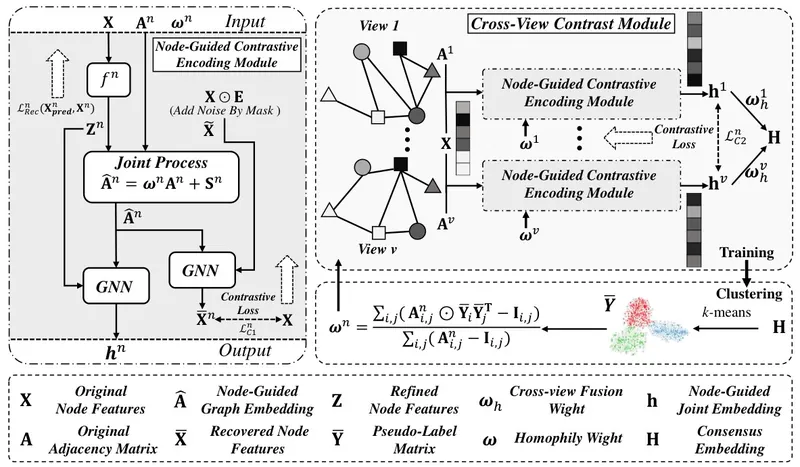 X A^n ω^n Input
Node-Guided Contrastive
Encoding Module
f^n
L^n_Rec(X^n_pred, X^n)
Z^n
X ⊙ E
(Add Noise By Mask )
X̃
Joint Process
Â^n = ω^n A^n + S^n
Â^n
GNN
GNN
Contrastive
Loss
X̅^n L^n_C1 X
h^n Output
View 1
Cross-View Contrast Module
A^1
Node-Guided Contrastive
Encoding Module
h^1
ω^1_h
ω^1
X
Contrastive
Loss
L^n_C2
H
Node-Guided Contrastive
Encoding Module
h^v
ω^v_h
A^v
View v
ω^v
Training
Clustering
k-means
ω^n = ∑_{i,j}( A^n_{i,j} ⊙ Y̅_i Y̅_j^T − I_{i,j}) / ∑_{i,j}( A^n_{i,j} − I_{i,j})
Y̅
H
X Original
Node Features
Â Node-Guided
Graph Embedding
Z Refined
Node Features
ω_h Cross-view Fusion
Wight
h Node-Guided
Joint Embedding
A Original
Adjacency Matrix
X̅ Recovered Node
Features
Y̅ Pseudo-Label
Matrix
ω Homophily Wight
H Consensus
Embedding